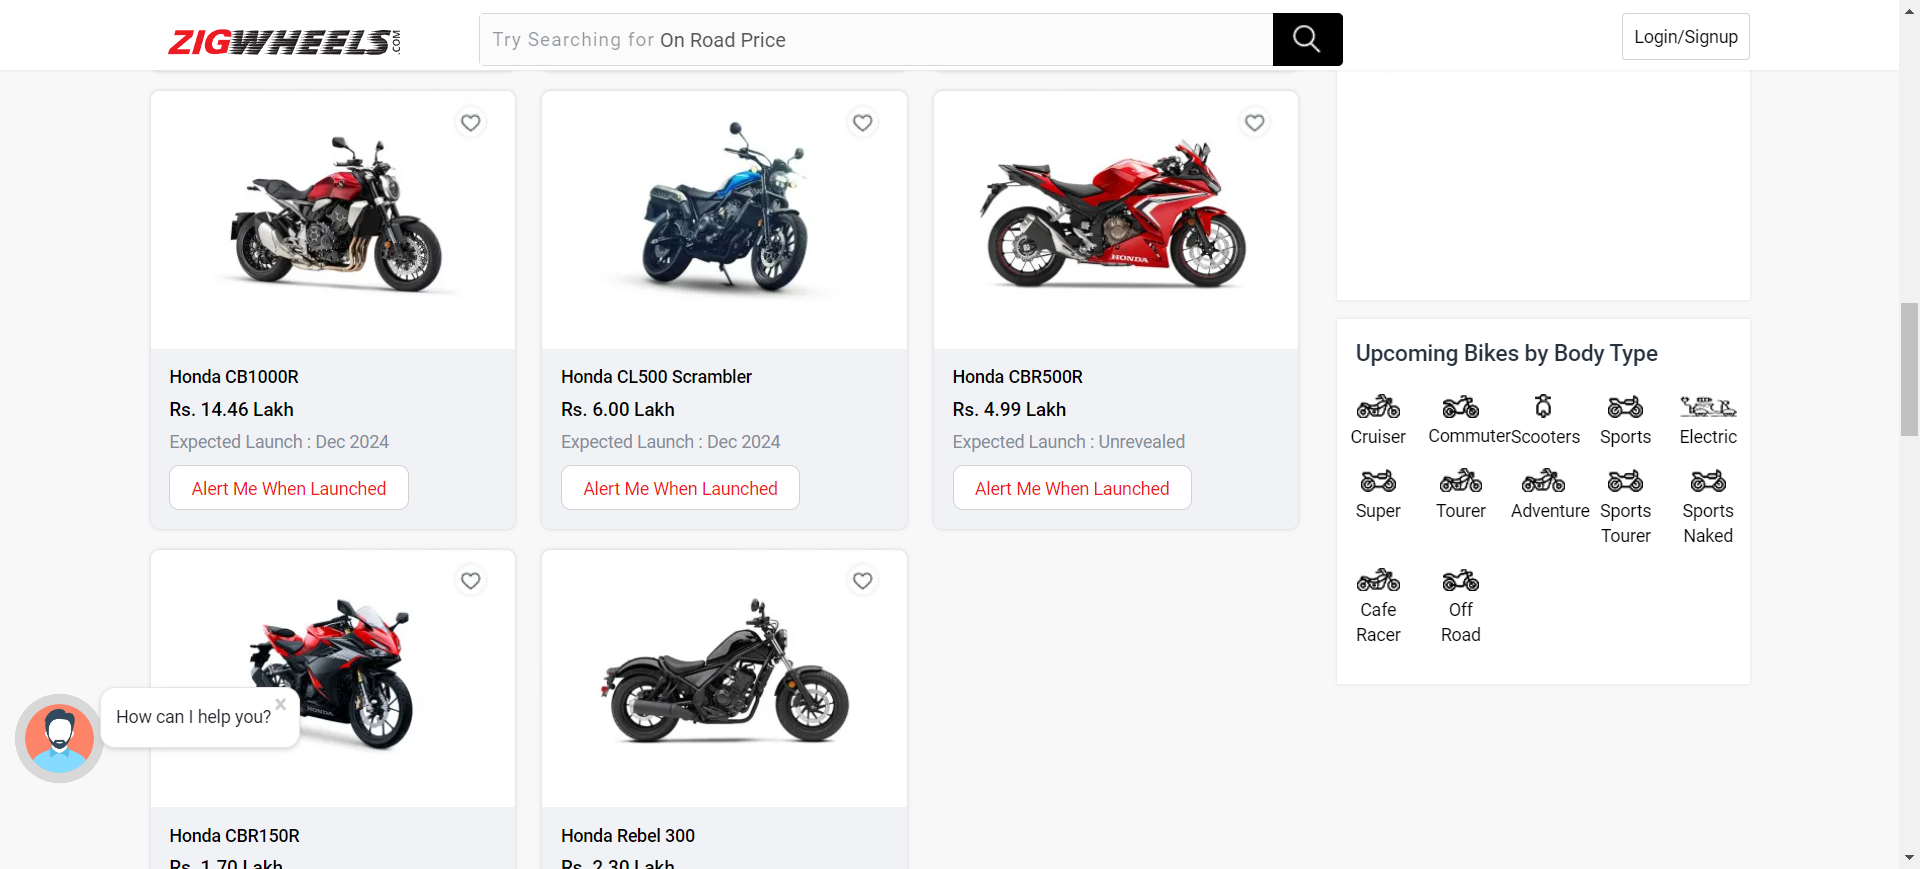 ZIGWHEELS.COM
Try Searching for On Road Price
Login/Signup
Honda CB1000R
Rs. 14.46 Lakh
Expected Launch : Dec 2024
Alert Me When Launched
Honda CL500 Scrambler
Rs. 6.00 Lakh
Expected Launch : Dec 2024
Alert Me When Launched
HONDA
Honda CBR500R
Rs. 4.99 Lakh
Expected Launch : Unrevealed
Alert Me When Launched
Upcoming Bikes by Body Type
Cruiser
Commuter
Scooters
Sports
Electric
Super
Tourer
Adventure
Sports
Tourer
Sports
Naked
Cafe
Racer
Off
Road
HONDA
How can I help you?
x
Honda CBR150R
Rs. 1.70 Lakh
Honda Rebel 300
Rs. 2.30 Lakh